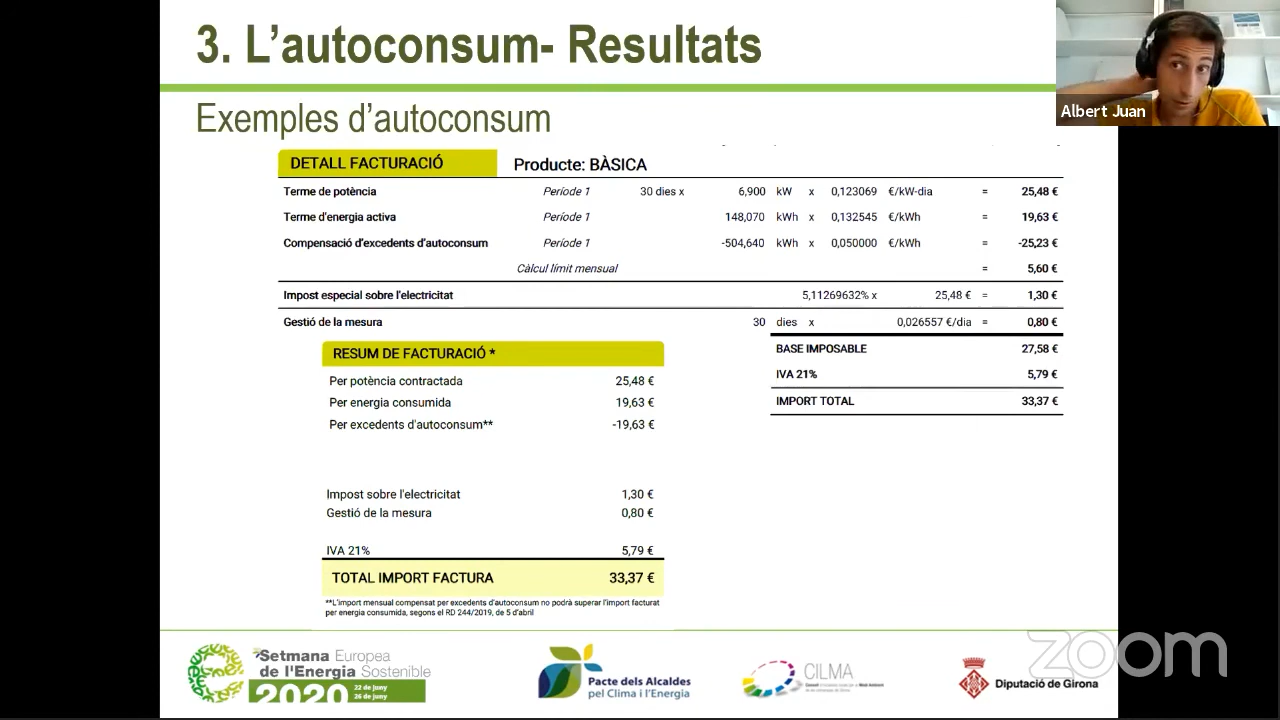 3. L'autoconsum- Resultats
Albert Juan
Exemples d'autoconsum
DETALL FACTURACIÓ Producte: BÀSICA
Terme de potència Període 1 30 dies x 6,900 kW x 0,123069 €/kW-dia = 25,48 €
Terme d'energia activa Període 1 148,070 kWh x 0,132545 €/kWh = 19,63 €
Compensació d'excedents d'autoconsum Període 1 -504,640 kWh x 0,050000 €/kWh = -25,23 €
Càlcul límit mensual = 5,60 €
Impost especial sobre l'electricitat 5,11269632% x 25,48 € = 1,30 €
Gestió de la mesura 30 dies x 0,026557 €/dia = 0,80 €
BASE IMPOSABLE 27,58 €
IVA 21% 5,79 €
IMPORT TOTAL 33,37 €
RESUM DE FACTURACIÓ *
Per potència contractada 25,48 €
Per energia consumida 19,63 €
Per excedents d'autoconsum** -19,63 €
Impost sobre l'electricitat 1,30 €
Gestió de la mesura 0,80 €
IVA 21% 5,79 €
TOTAL IMPORT FACTURA 33,37 €
**L'import mensual compensat per excedents d'autoconsum no podrà superar l'import facturat
per energia consumida, segons el RD 244/2019, de 5 d'abril
Setmana Europea
de l'Energia Sostenible
2020 22 de juny
26 de juny
Pacte dels Alcaldes
pel Clima i l'Energia
CILMA
Diputació de Girona
zoom